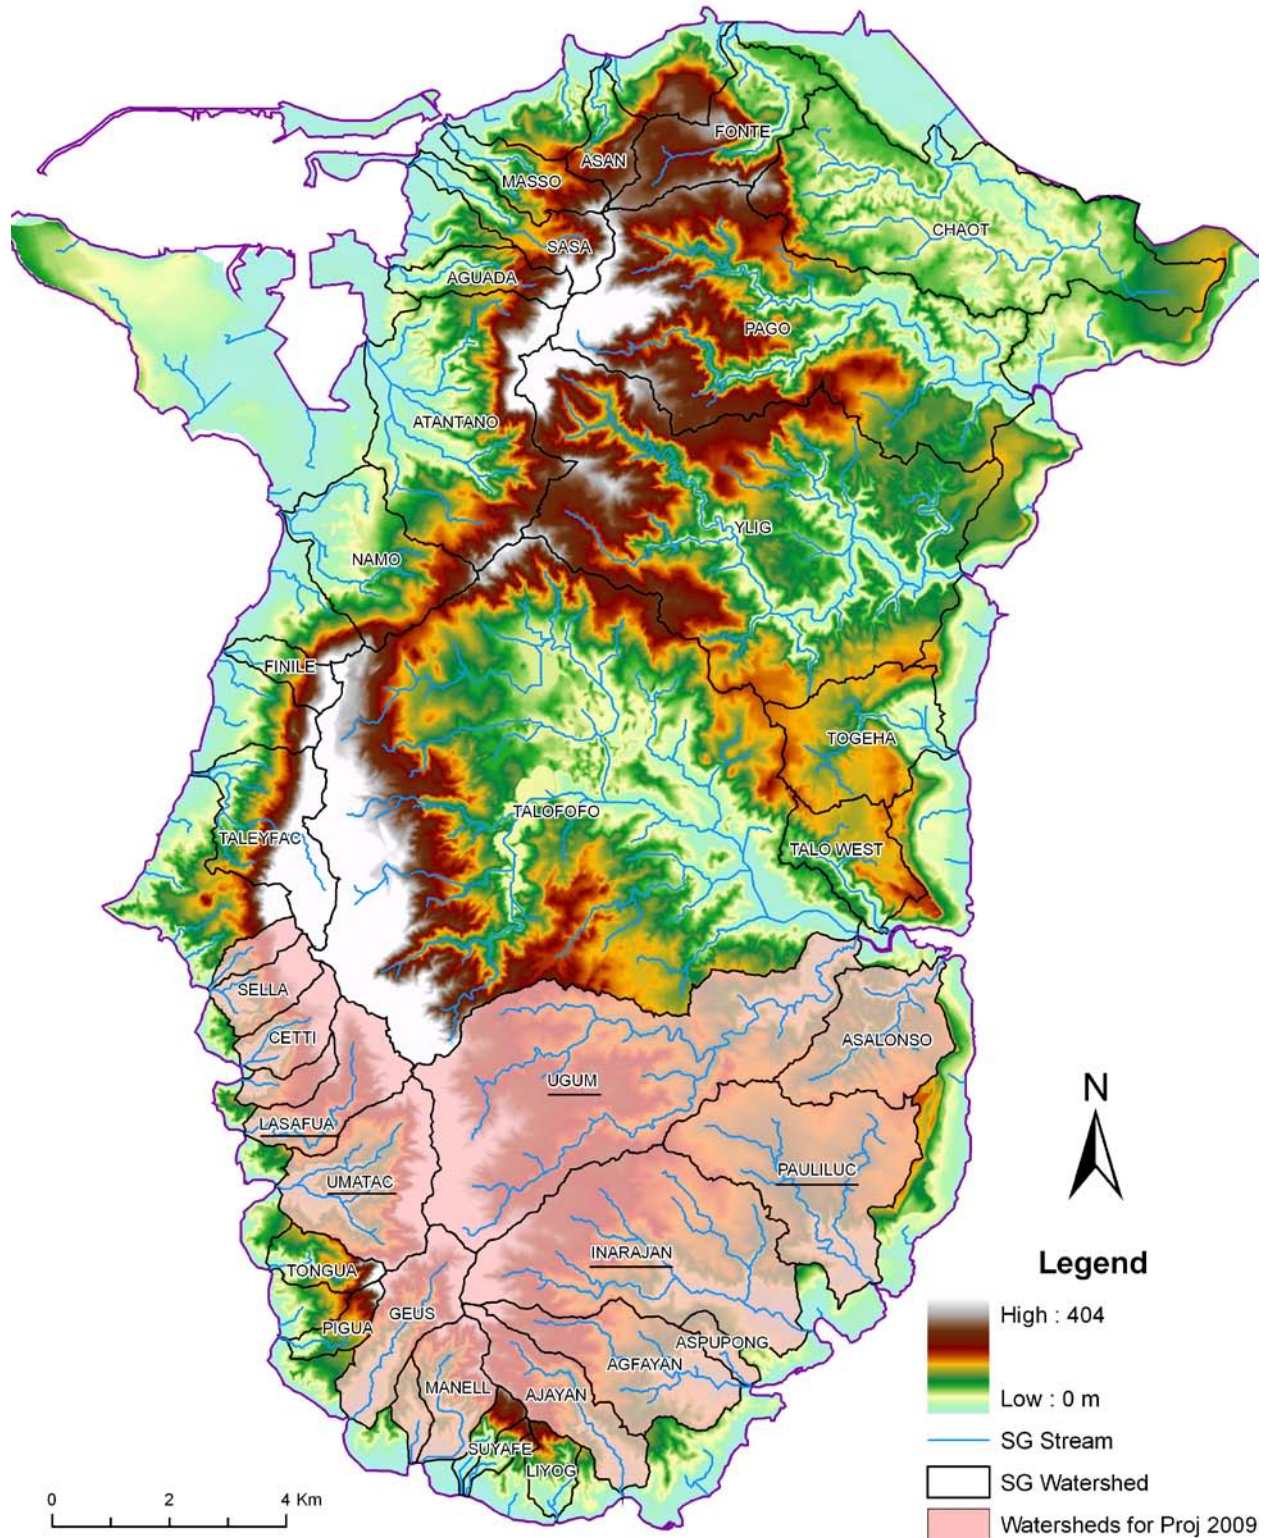 FONTE
ASAN
MASSO
CHAOT
SASA
AGUADA
PAGO
ATANTANO
YLIG
NAMO
FINILE
TOGEHA
TALOFOFO
TALEYFAC
TALO WEST
SELLA
CETTI
ASALONSO
UGUM
LASAFUA
PAULILUC
UMATAC
INARAJAN
TONGUA
GEUS
PIGUA
ASPUPONG
AGFAYAN
MANELL
AJAYAN
SUYAFE
LIYOG
N
Legend
High : 404
Low : 0 m
SG Stream
SG Watershed
Watersheds for Proj 2009
0 2 4 Km